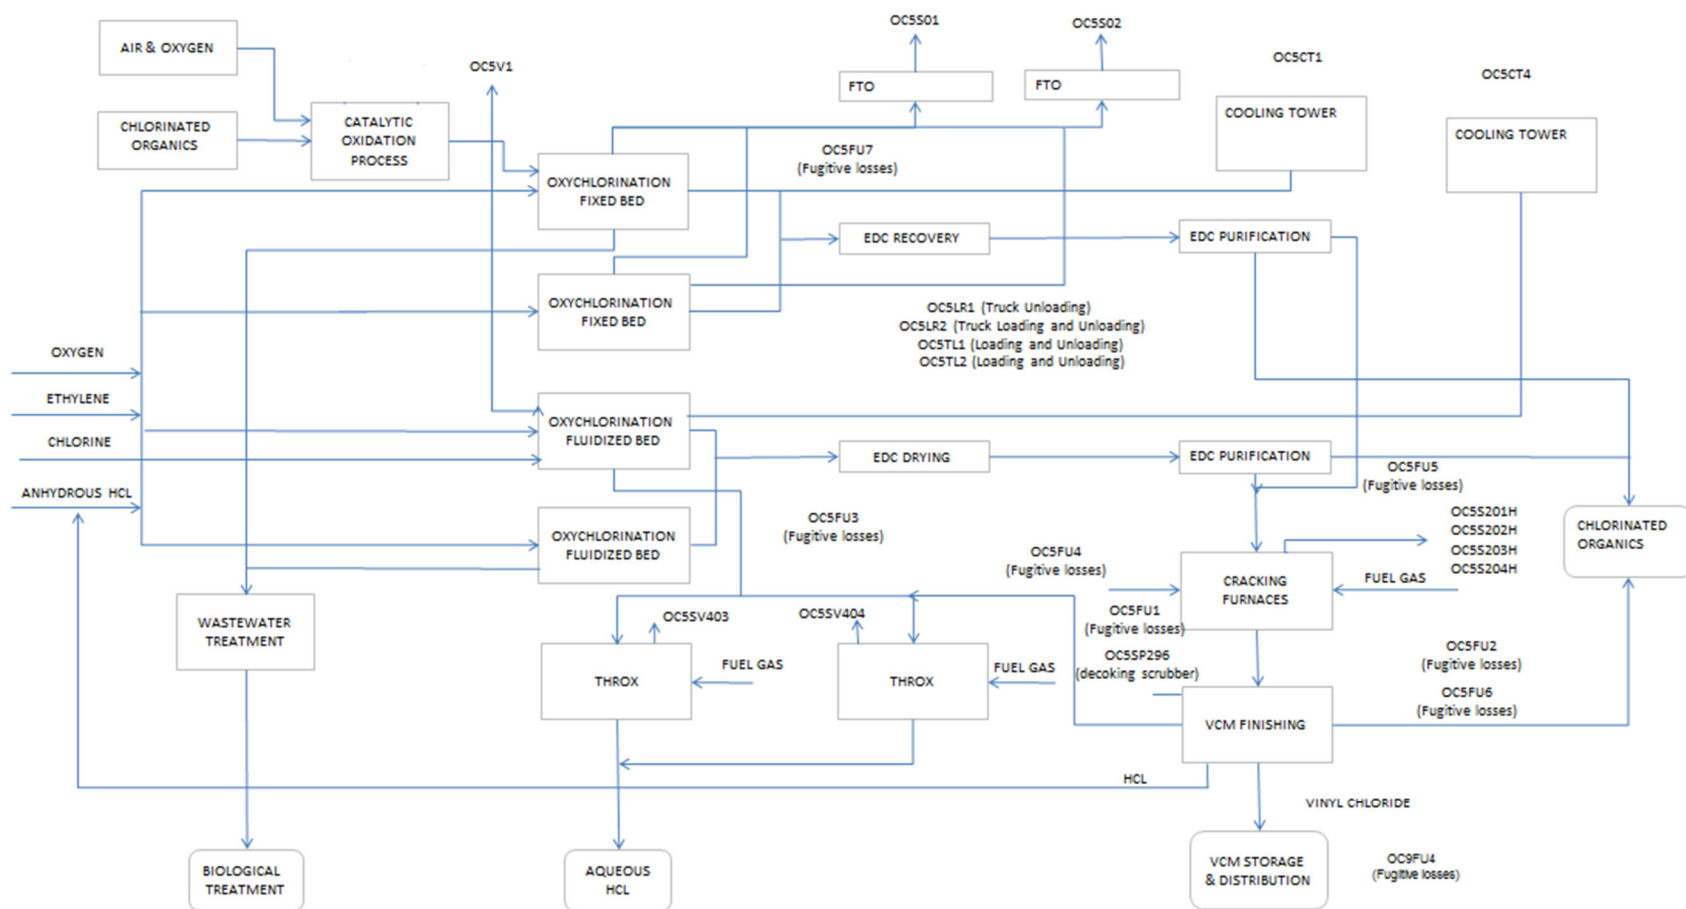 OC5S01
OC5S02
AIR & OXYGEN
OC5V1
OC5CT1
OC5CT4
FTO
FTO
CHLORINATED
ORGANICS
CATALYTIC
OXIDATION
PROCESS
COOLING TOWER
COOLING TOWER
OC5FU7
(Fugitive losses)
OXYCHLORINATION
FIXED BED
EDC RECOVERY
EDC PURIFICATION
OXYCHLORINATION
FIXED BED
OC5LR1 (Truck Unloading)
OC5LR2 (Truck Loading and Unloading)
OC5TL1 (Loading and Unloading)
OC5TL2 (Loading and Unloading)
OXYGEN
ETHYLENE
CHLORINE
ANHYDROUS HCL
OXYCHLORINATION
FLUIDIZED BED
EDC DRYING
EDC PURIFICATION
OC5FU5
(Fugitive losses)
OXYCHLORINATION
FLUIDIZED BED
OC5FU3
(Fugitive losses)
OC5S201H
OC5S202H
OC5S203H
OC5S204H
CHLORINATED
ORGANICS
OC5FU4
(Fugitive losses)
CRACKING
FURNACES
FUEL GAS
WASTEWATER
TREATMENT
OC5SV403
OC5SV404
OC5FU1
(Fugitive losses)
OC5SP296
(decoking scrubber)
THROX
FUEL GAS
THROX
FUEL GAS
OC5FU2
(Fugitive losses)
OC5FU6
(Fugitive losses)
VCM FINISHING
HCL
VINYL CHLORIDE
BIOLOGICAL
TREATMENT
AQUEOUS
HCL
VCM STORAGE
& DISTRIBUTION
OC9FU4
(Fugitive losses)